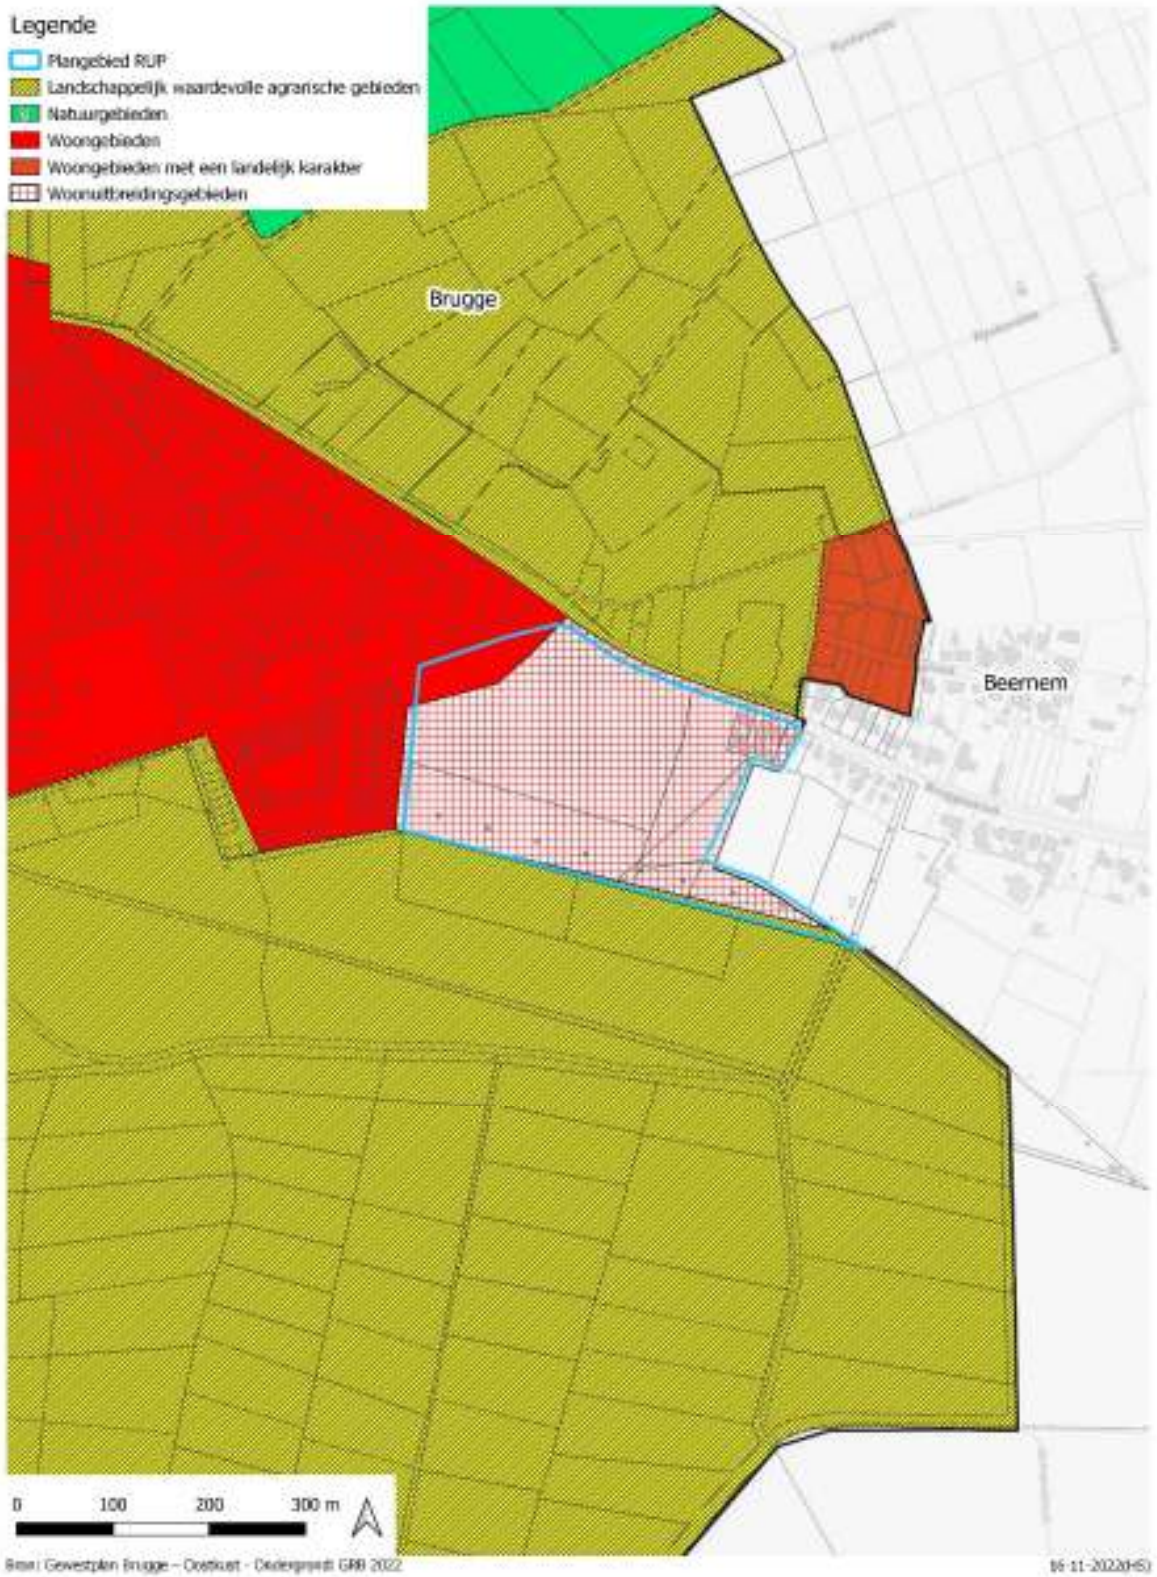 Legende
Plangebied RUP
Landschappelijk waardevolle agrarische gebieden
Natuurgebieden
Woongebieden
Woongebieden met een landelijk karakter
Woonuitbreidingsgebieden
Brugge
Beernem
0 100 200 300 m
Bron: Gewestplan Brugge - Oostkust - Ondergrond: GRB 2022
16-11-2022(HS)